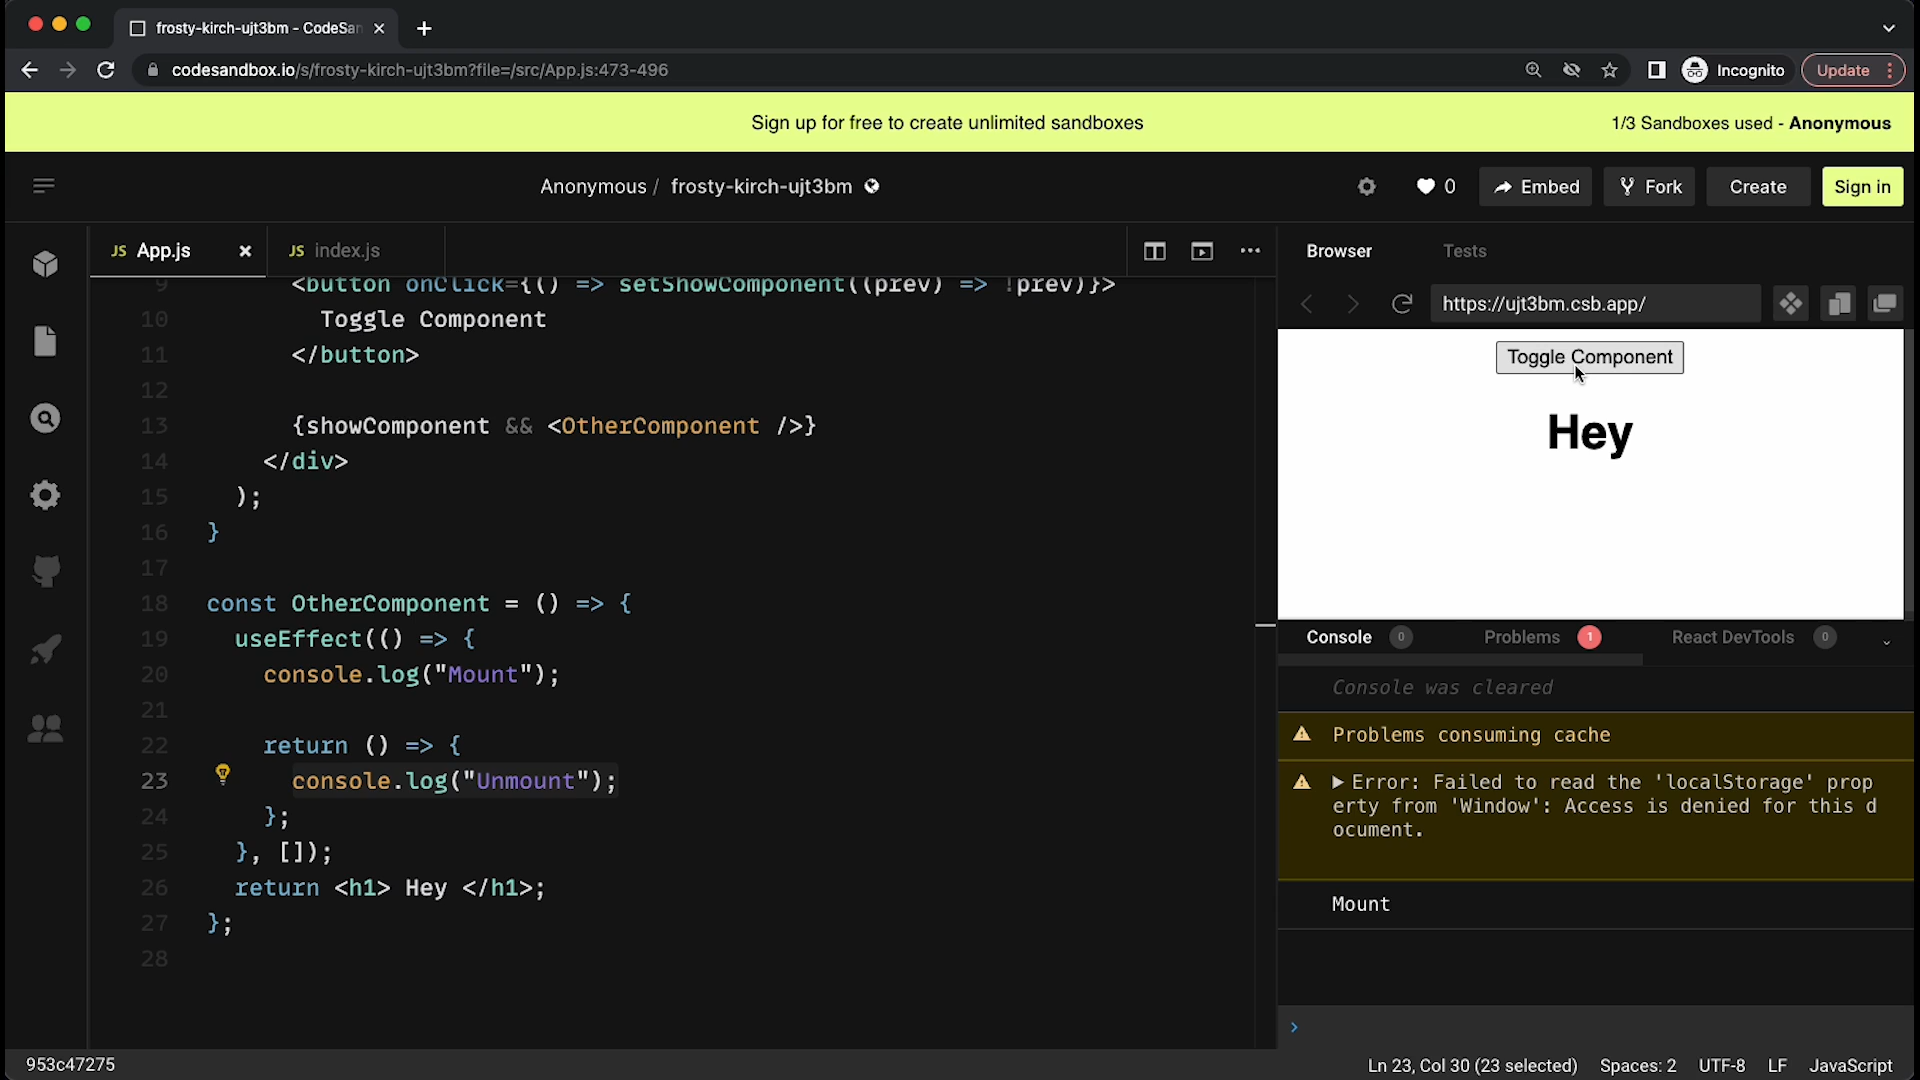 frosty-kirch-ujt3bm - CodeSan
codesandbox.io/s/frosty-kirch-ujt3bm?file=/src/App.js:473-496
Incognito
Update
Sign up for free to create unlimited sandboxes
1/3 Sandboxes used - Anonymous
Anonymous / frosty-kirch-ujt3bm
0
Embed
Fork
Create
Sign in
JS App.js
JS index.js
Browser
Tests
https://ujt3bm.csb.app/
9 <button onClick={() => setShowComponent((prev) => !prev)}>
10 Toggle Component
11 </button>
12
13 {showComponent && <OtherComponent />}
14 </div>
15 );
16 }
17
18 const OtherComponent = () => {
19 useEffect(() => {
20 console.log("Mount");
21
22 return () => {
23 console.log("Unmount");
24 };
25 }, []);
26 return <h1> Hey </h1>;
27 };
28
Toggle Component
Hey
Console 0
Problems 1
React DevTools 0
Console was cleared
Problems consuming cache
Error: Failed to read the 'localStorage' prop
erty from 'Window': Access is denied for this d
ocument.
Mount
953c47275
Ln 23, Col 30 (23 selected)
Spaces: 2
UTF-8
LF
JavaScript